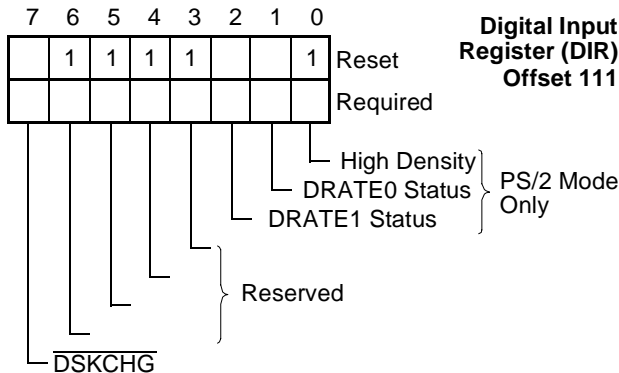 7 6 5 4 3 2 1 0
Digital Input
Register (DIR)
Offset 111
1 1 1 1 1 Reset
Required
High Density
DRATE0 Status
DRATE1 Status
PS/2 Mode
Only
Reserved
DSKCHG